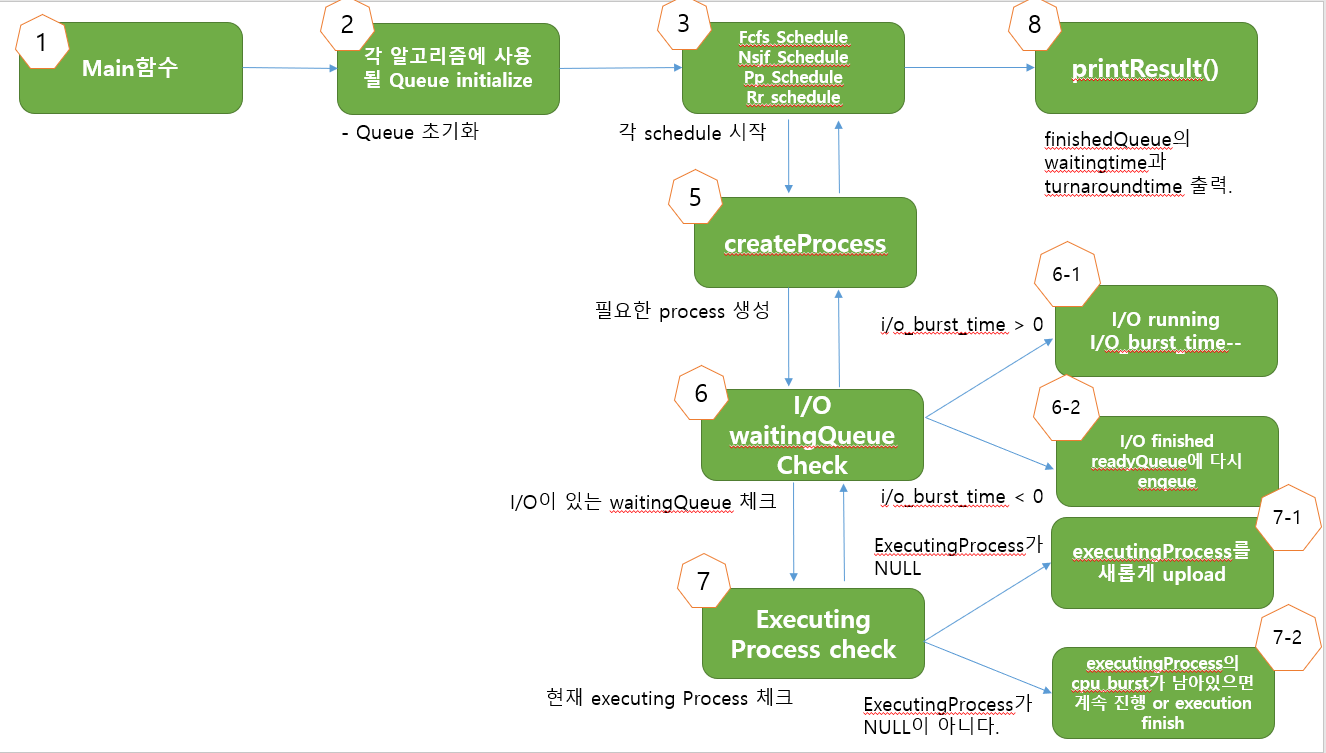 1
Main함수
2
각 알고리즘에 사용
될 Queue initialize
- Queue 초기화
3
Fcfs_Schedule
Nsjf_Schedule
Pp_Schedule
Rr_schedule
각 schedule 시작
8
printResult()
finishedQueue의
waitingtime과
turnaroundtime 출력.
5
createProcess
필요한 process 생성
6
I/O
waitingQueue
Check
I/O이 있는 waitingQueue 체크
i/o_burst_time > 0
6-1
I/O running
I/O_burst_time--
i/o_burst_time < 0
6-2
I/O finished
readyQueue에 다시
enqeue
7
Executing
Process check
현재 executing Process 체크
ExecutingProcess가
NULL
7-1
executingProcess를
새롭게 upload
ExecutingProcess가
NULL이 아니다.
7-2
executingProcess의
cpu_burst가 남아있으면
계속 진행 or execution
finish